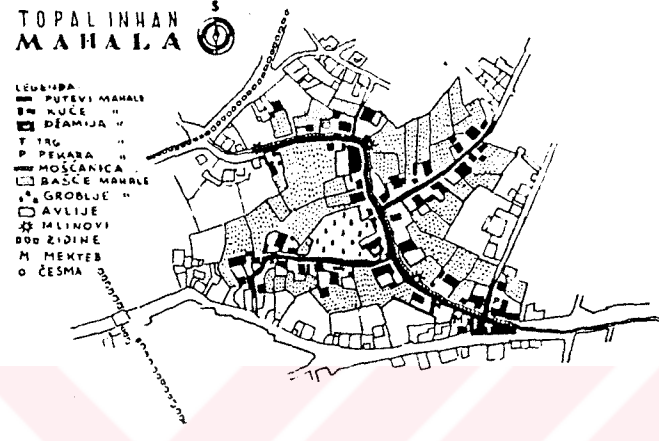 S
TOPAL INHAN
MAHALA
LEGENDA
PUTEVI MAHALE
KUĆE "
DŽAMIJA "
T TRG "
P PEKARA "
MOŠĆANICA
BAŠČE MAHALE
GROBLJE "
AVLIJE
MLINOVI
ZIDINE
M MEKTEB
ČESMA